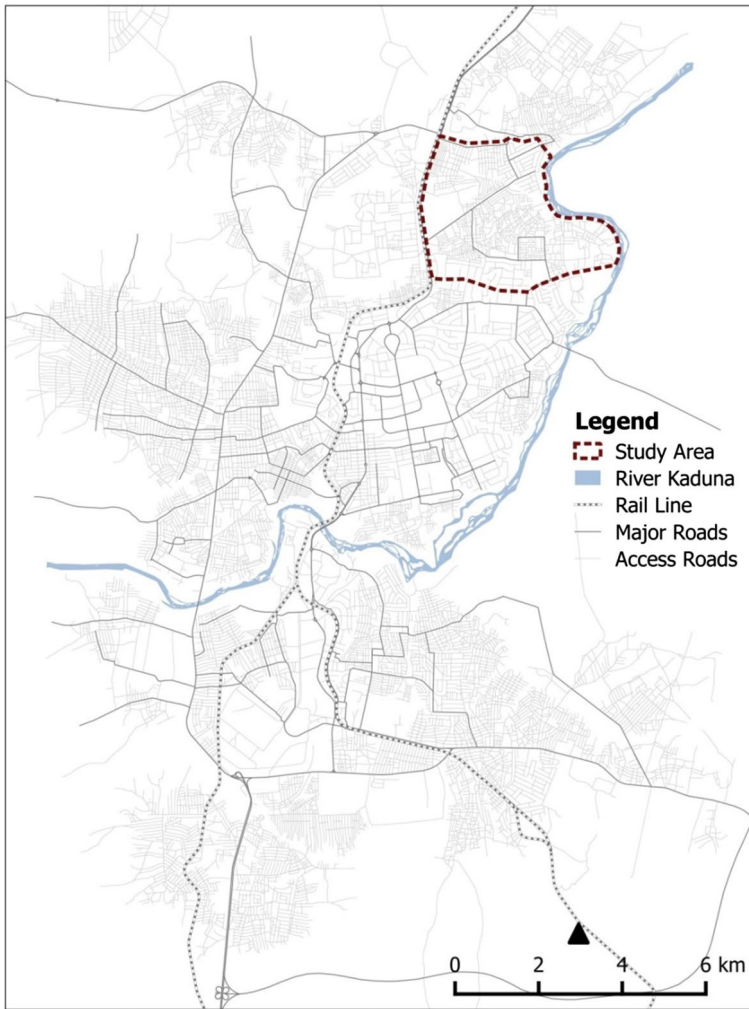 Legend
Study Area
River Kaduna
Rail Line
Major Roads
Access Roads
0 2 4 6 km